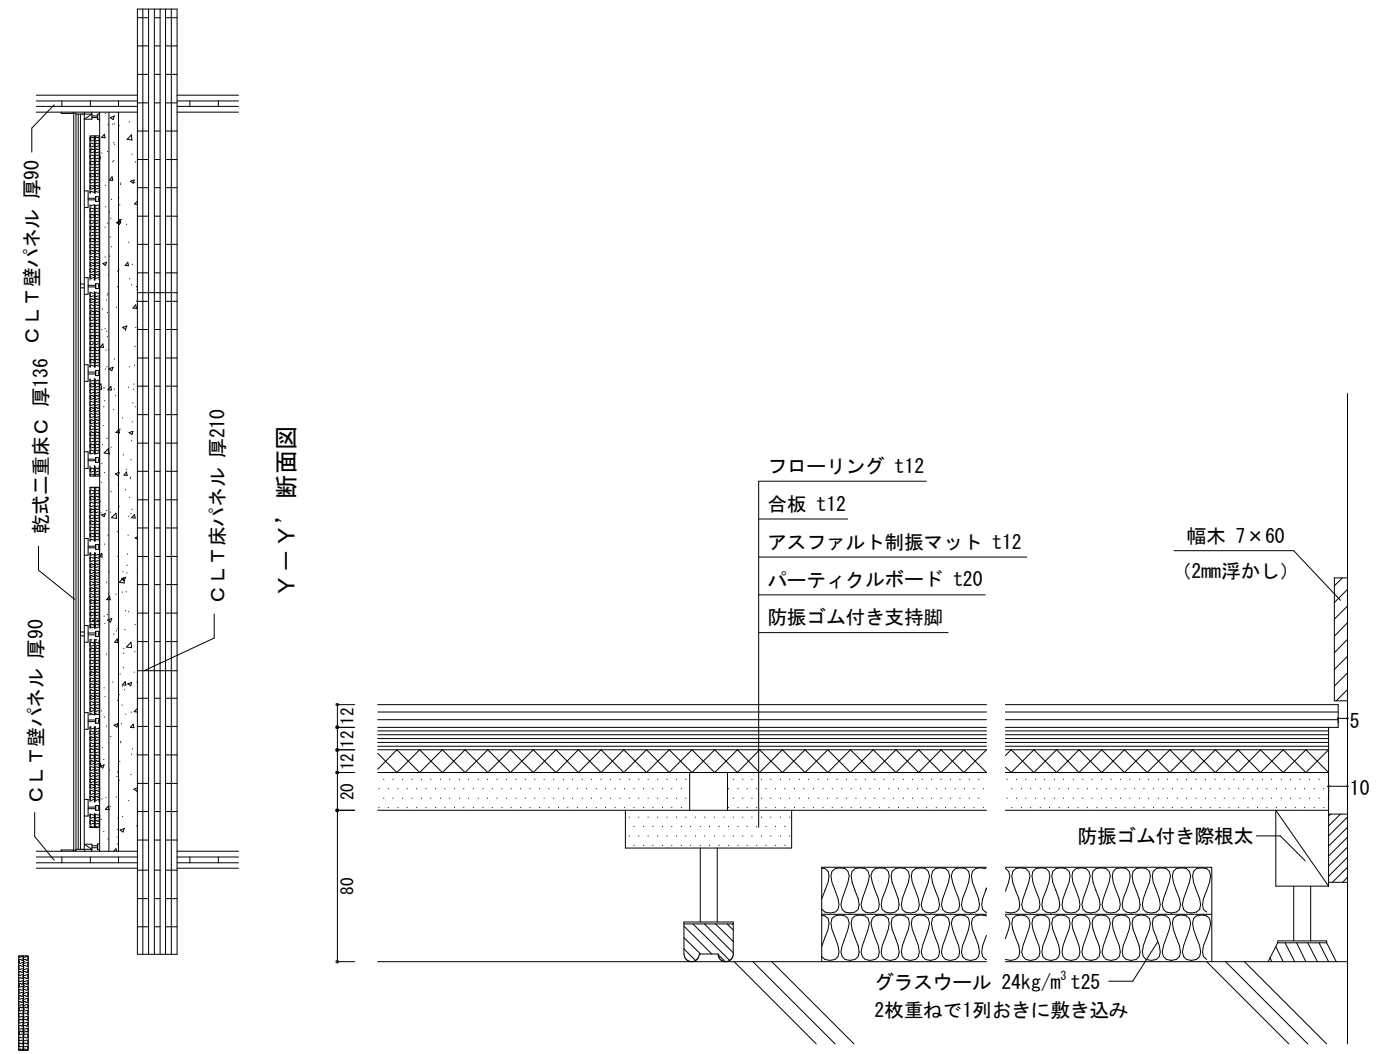 CLT壁パネル 厚90
乾式二重床C 厚136
CLT壁パネル 厚90
CLT床パネル 厚210
Y－Y’ 断面図
フローリング t12
合板 t12
アスファルト制振マット t12
パーティクルボード t20
防振ゴム付き支持脚
幅木 7×60
(2mm浮かし)
12
12
12
20
80
5
10
防振ゴム付き際根太
グラスウール 24kg/m³ t25
2枚重ねで1列おきに敷き込み